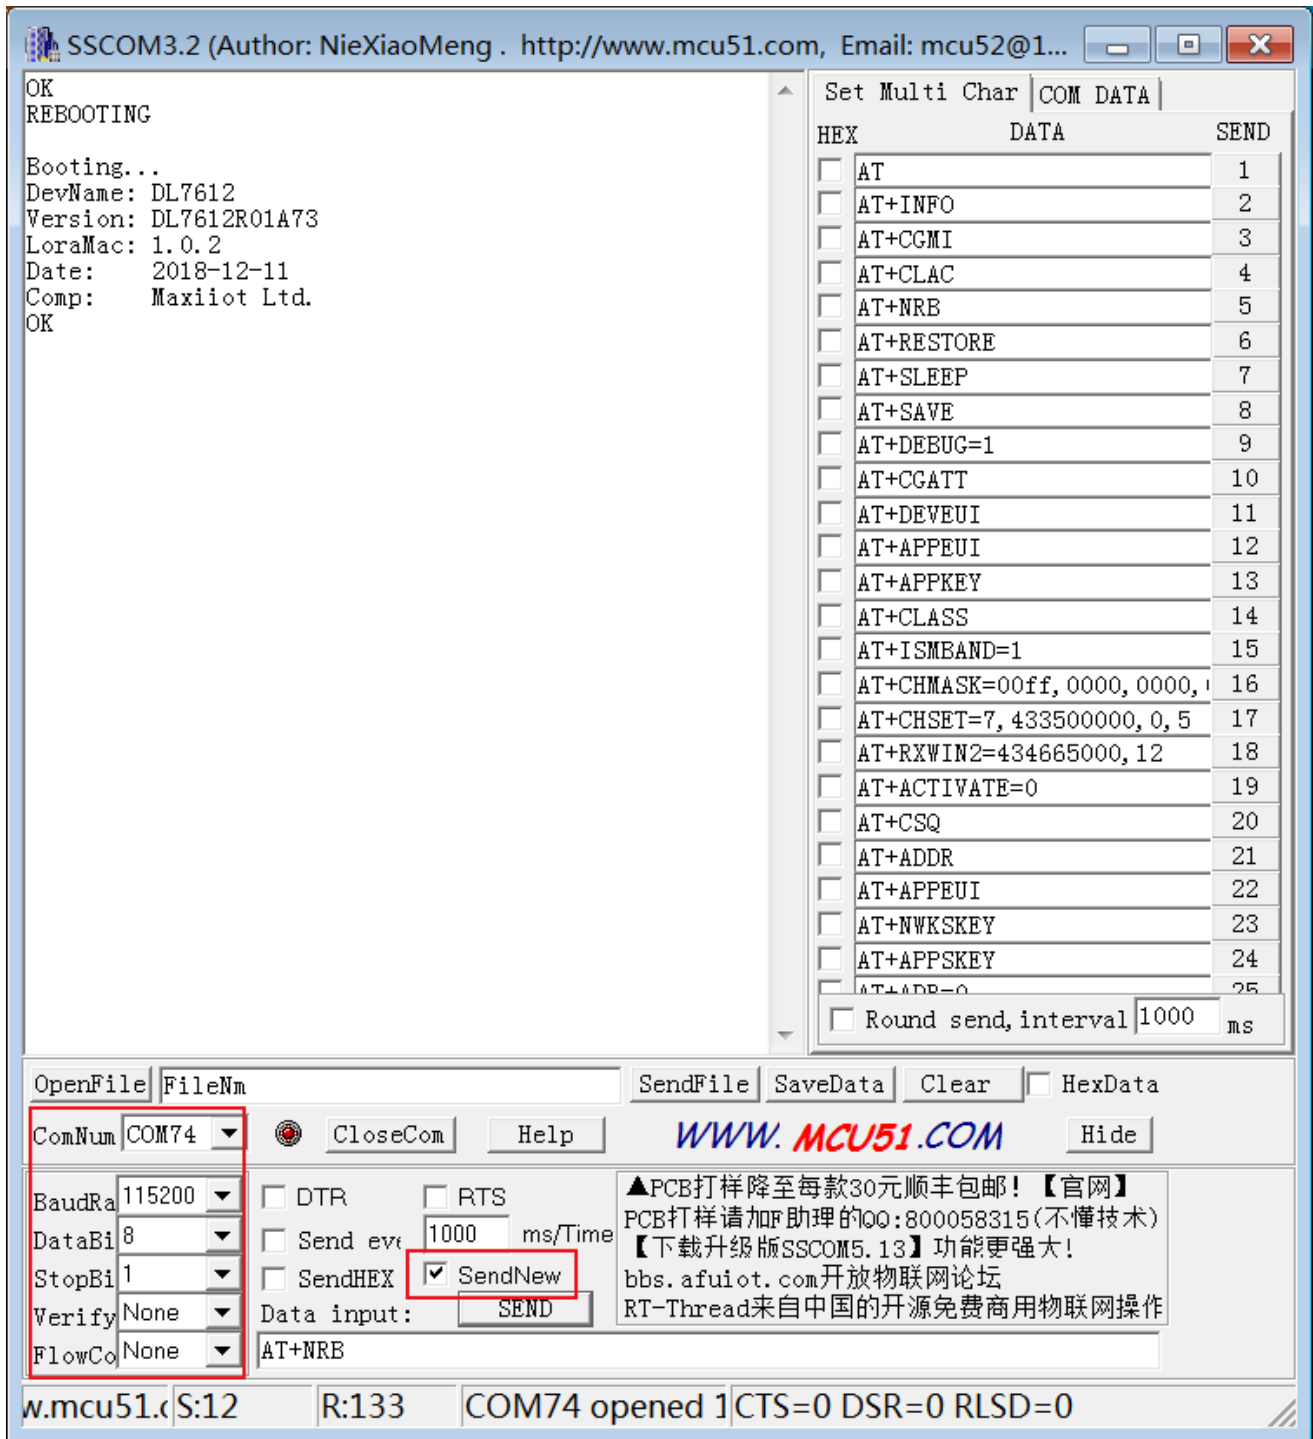 SSCOM3.2 (Author: NieXiaoMeng .  http://www.mcu51.com,  Email: mcu52@1...
OK
REBOOTING
Booting...
DevName: DL7612
Version: DL7612R01A73
LoraMac: 1.0.2
Date:    2018-12-11
Comp:    Maxiiot Ltd.
OK
Set Multi Char COM DATA
HEX DATA SEND
AT 1
AT+INFO 2
AT+CGMI 3
AT+CLAC 4
AT+NRB 5
AT+RESTORE 6
AT+SLEEP 7
AT+SAVE 8
AT+DEBUG=1 9
AT+CGATT 10
AT+DEVEUI 11
AT+APPEUI 12
AT+APPKEY 13
AT+CLASS 14
AT+ISMBAND=1 15
AT+CHMASK=00ff,0000,0000, 16
AT+CHSET=7,433500000,0,5 17
AT+RXWIN2=434665000,12 18
AT+ACTIVATE=0 19
AT+CSQ 20
AT+ADDR 21
AT+APPEUI 22
AT+NWKSKEY 23
AT+APPSKEY 24
AT+ADR=0 25
Round send,interval 1000 ms
OpenFile FileNm SendFile SaveData Clear HexData
ComNum COM74 CloseCom Help WWW. MCU51.COM Hide
BaudRa 115200 DTR RTS
DataBi 8 Send eve 1000 ms/Time
StopBi 1 SendHEX SendNew
Verify None Data input: SEND
FlowCo None AT+NRB
▲PCB打样降至每款30元顺丰包邮！【官网】
PCB打样请加F助理的QQ:800058315(不懂技术)
【下载升级版SSCOM5.13】功能更强大!
bbs.afuiot.com开放物联网论坛
RT-Thread来自中国的开源免费商用物联网操作
w.mcu51.c S:12 R:133 COM74 opened 1 CTS=0 DSR=0 RLSD=0